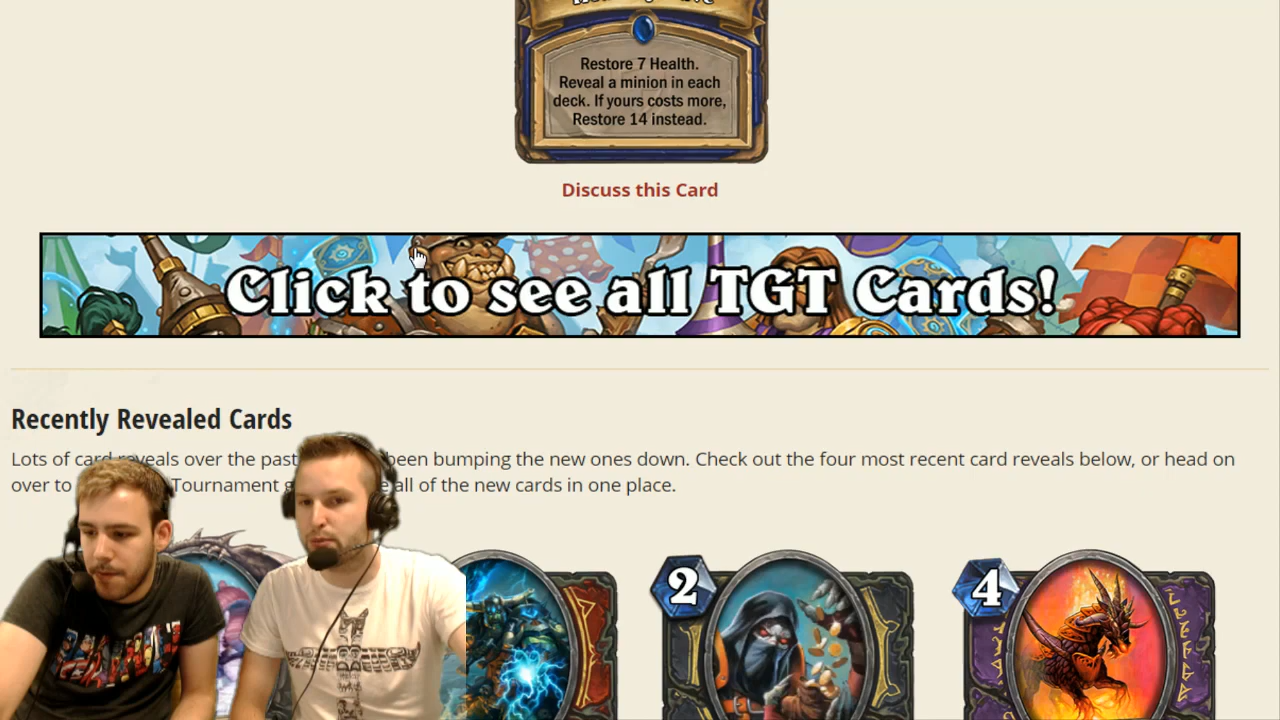 Restore 7 Health.
Reveal a minion in each
deck. If yours costs more,
Restore 14 instead.
Discuss this Card
Click to see all TGT Cards!
Recently Revealed Cards
Lots of card reveals over the past been bumping the new ones down. Check out the four most recent card reveals below, or head on
over to Tournament all of the new cards in one place.
2
4